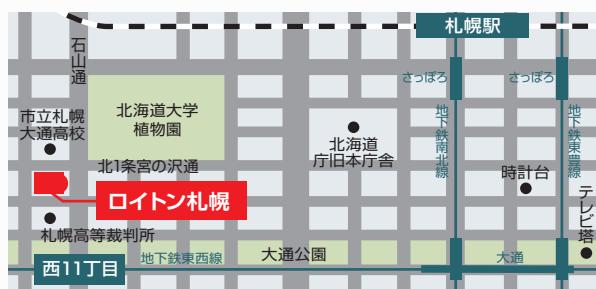 札幌駅
石山通
さっぽろ
さっぽろ
市立札幌
大通高校
北海道大学
植物園
北海道
庁旧本庁舎
地下鉄南北線
地下鉄東豊線
北1条宮の沢通
時計台
ロイトン札幌
テレビ塔
札幌高等裁判所
西11丁目
地下鉄東西線
大通公園
大通